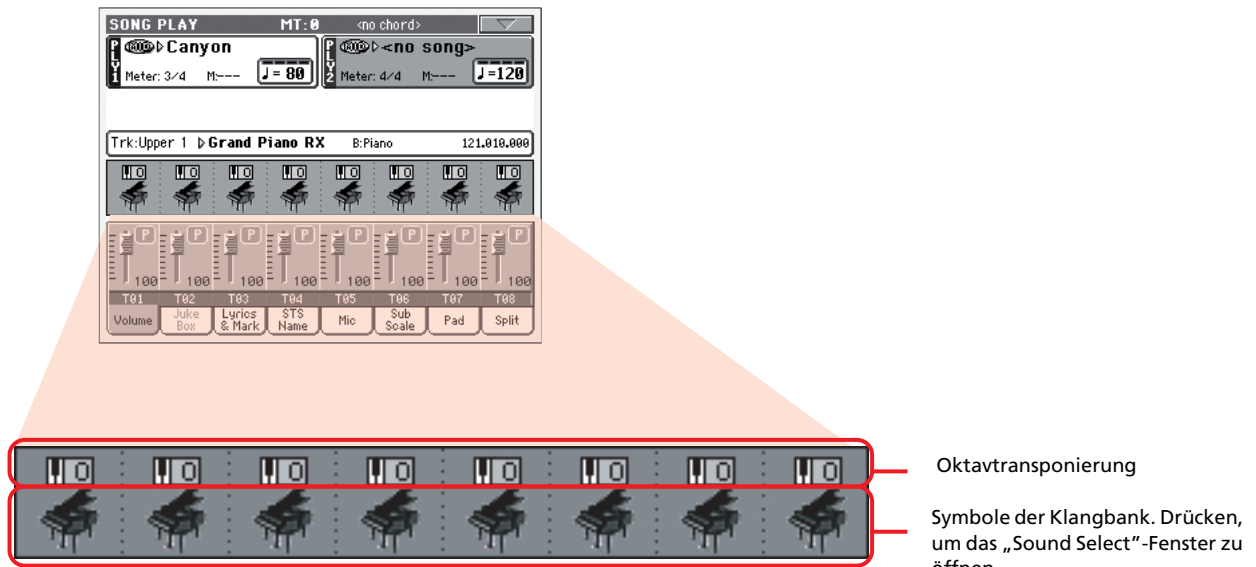 SONG PLAY MT:0 <no chord>
PLY1 Canyon
Meter: 3/4 M:--- ♩= 80
PLY2 <no song>
Meter: 4/4 M:--- ♩=120
Trk:Upper 1 ▷Grand Piano RX B:Piano 121.010.000
0 0 0 0 0 0 0 0
P P P P P P P P
100 100 100 100 100 100 100 100
T01 T02 T03 T04 T05 T06 T07 T08
Volume Juke Box Lyrics & Mark STS Name Mic Sub Scale Pad Split
0 0 0 0 0 0 0 0
Oktavtransponierung
Symbole der Klangbank. Drücken,
um das „Sound Select"-Fenster zu